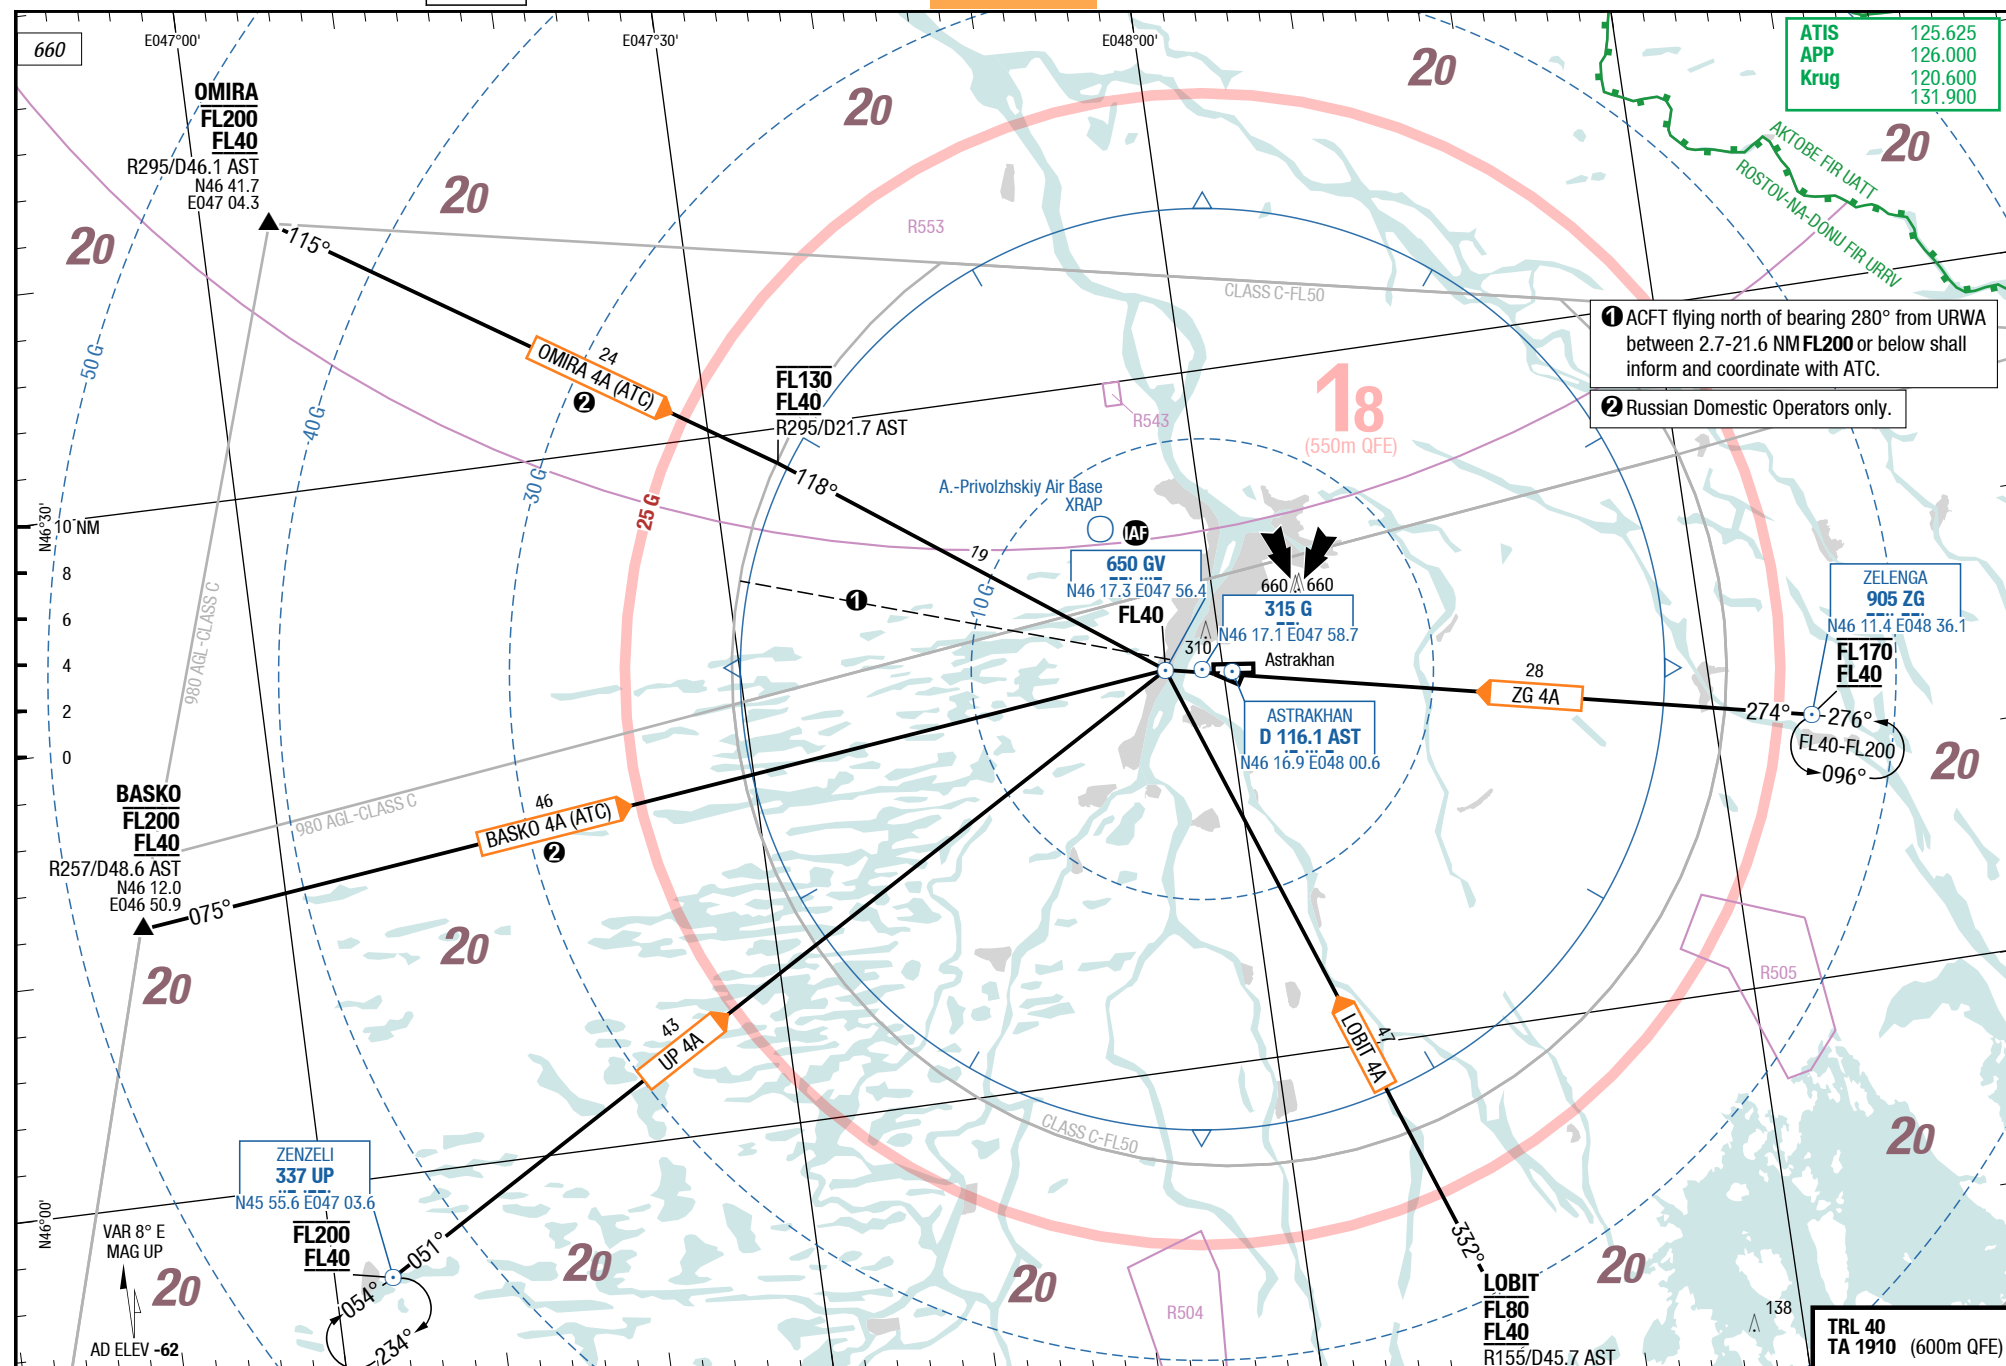 660
E047°00'
E047°30'
E048°00'
ATIS 125.625
APP 126.000
Krug 120.600
131.900
OMIRA
FL200
FL40
R295/D46.1 AST
N46 41.7
E047 04.3
20
20
20
20
20
AKTOBE FIR UATT
ROSTOV-NA-DONU FIR URRV
R553
CLASS C-FL50
115°
50 G
40 G
30 G
25 G
10 G
24
OMIRA 4A (ATC)
❷
FL130
FL40
R295/D21.7 AST
118°
19
R543
18
(550m QFE)
❶ ACFT flying north of bearing 280° from URWA
between 2.7-21.6 NM FL200 or below shall
inform and coordinate with ATC.
❷ Russian Domestic Operators only.
A.-Privolzhskiy Air Base
XRAP
IAF
650 GV
N46 17.3 E047 56.4
FL40
660 660
315 G
N46 17.1 E047 58.7
310
Astrakhan
ASTRAKHAN
D 116.1 AST
N46 16.9 E048 00.6
❶
N46°30'
10 NM
8
6
4
2
0
980 AGL-CLASS C
ZELENGA
905 ZG
N46 11.4 E048 36.1
FL170
FL40
28
ZG 4A
274°
276°
FL40-FL200
096°
20
BASKO
FL200
FL40
R257/D48.6 AST
N46 12.0
E046 50.9
980 AGL-CLASS C
46
BASKO 4A (ATC)
❷
075°
20
20
43
UP 4A
47
LOBIT 4A
R505
CLASS C-FL50
20
ZENZELI
337 UP
N45 55.6 E047 03.6
FL200
FL40
051°
054°
234°
N46°00'
VAR 8° E
MAG UP
AD ELEV -62
20
20
20
R504
332°
20
LOBIT
FL80
FL40
R155/D45.7 AST
138
TRL 40
TA 1910 (600m QFE)